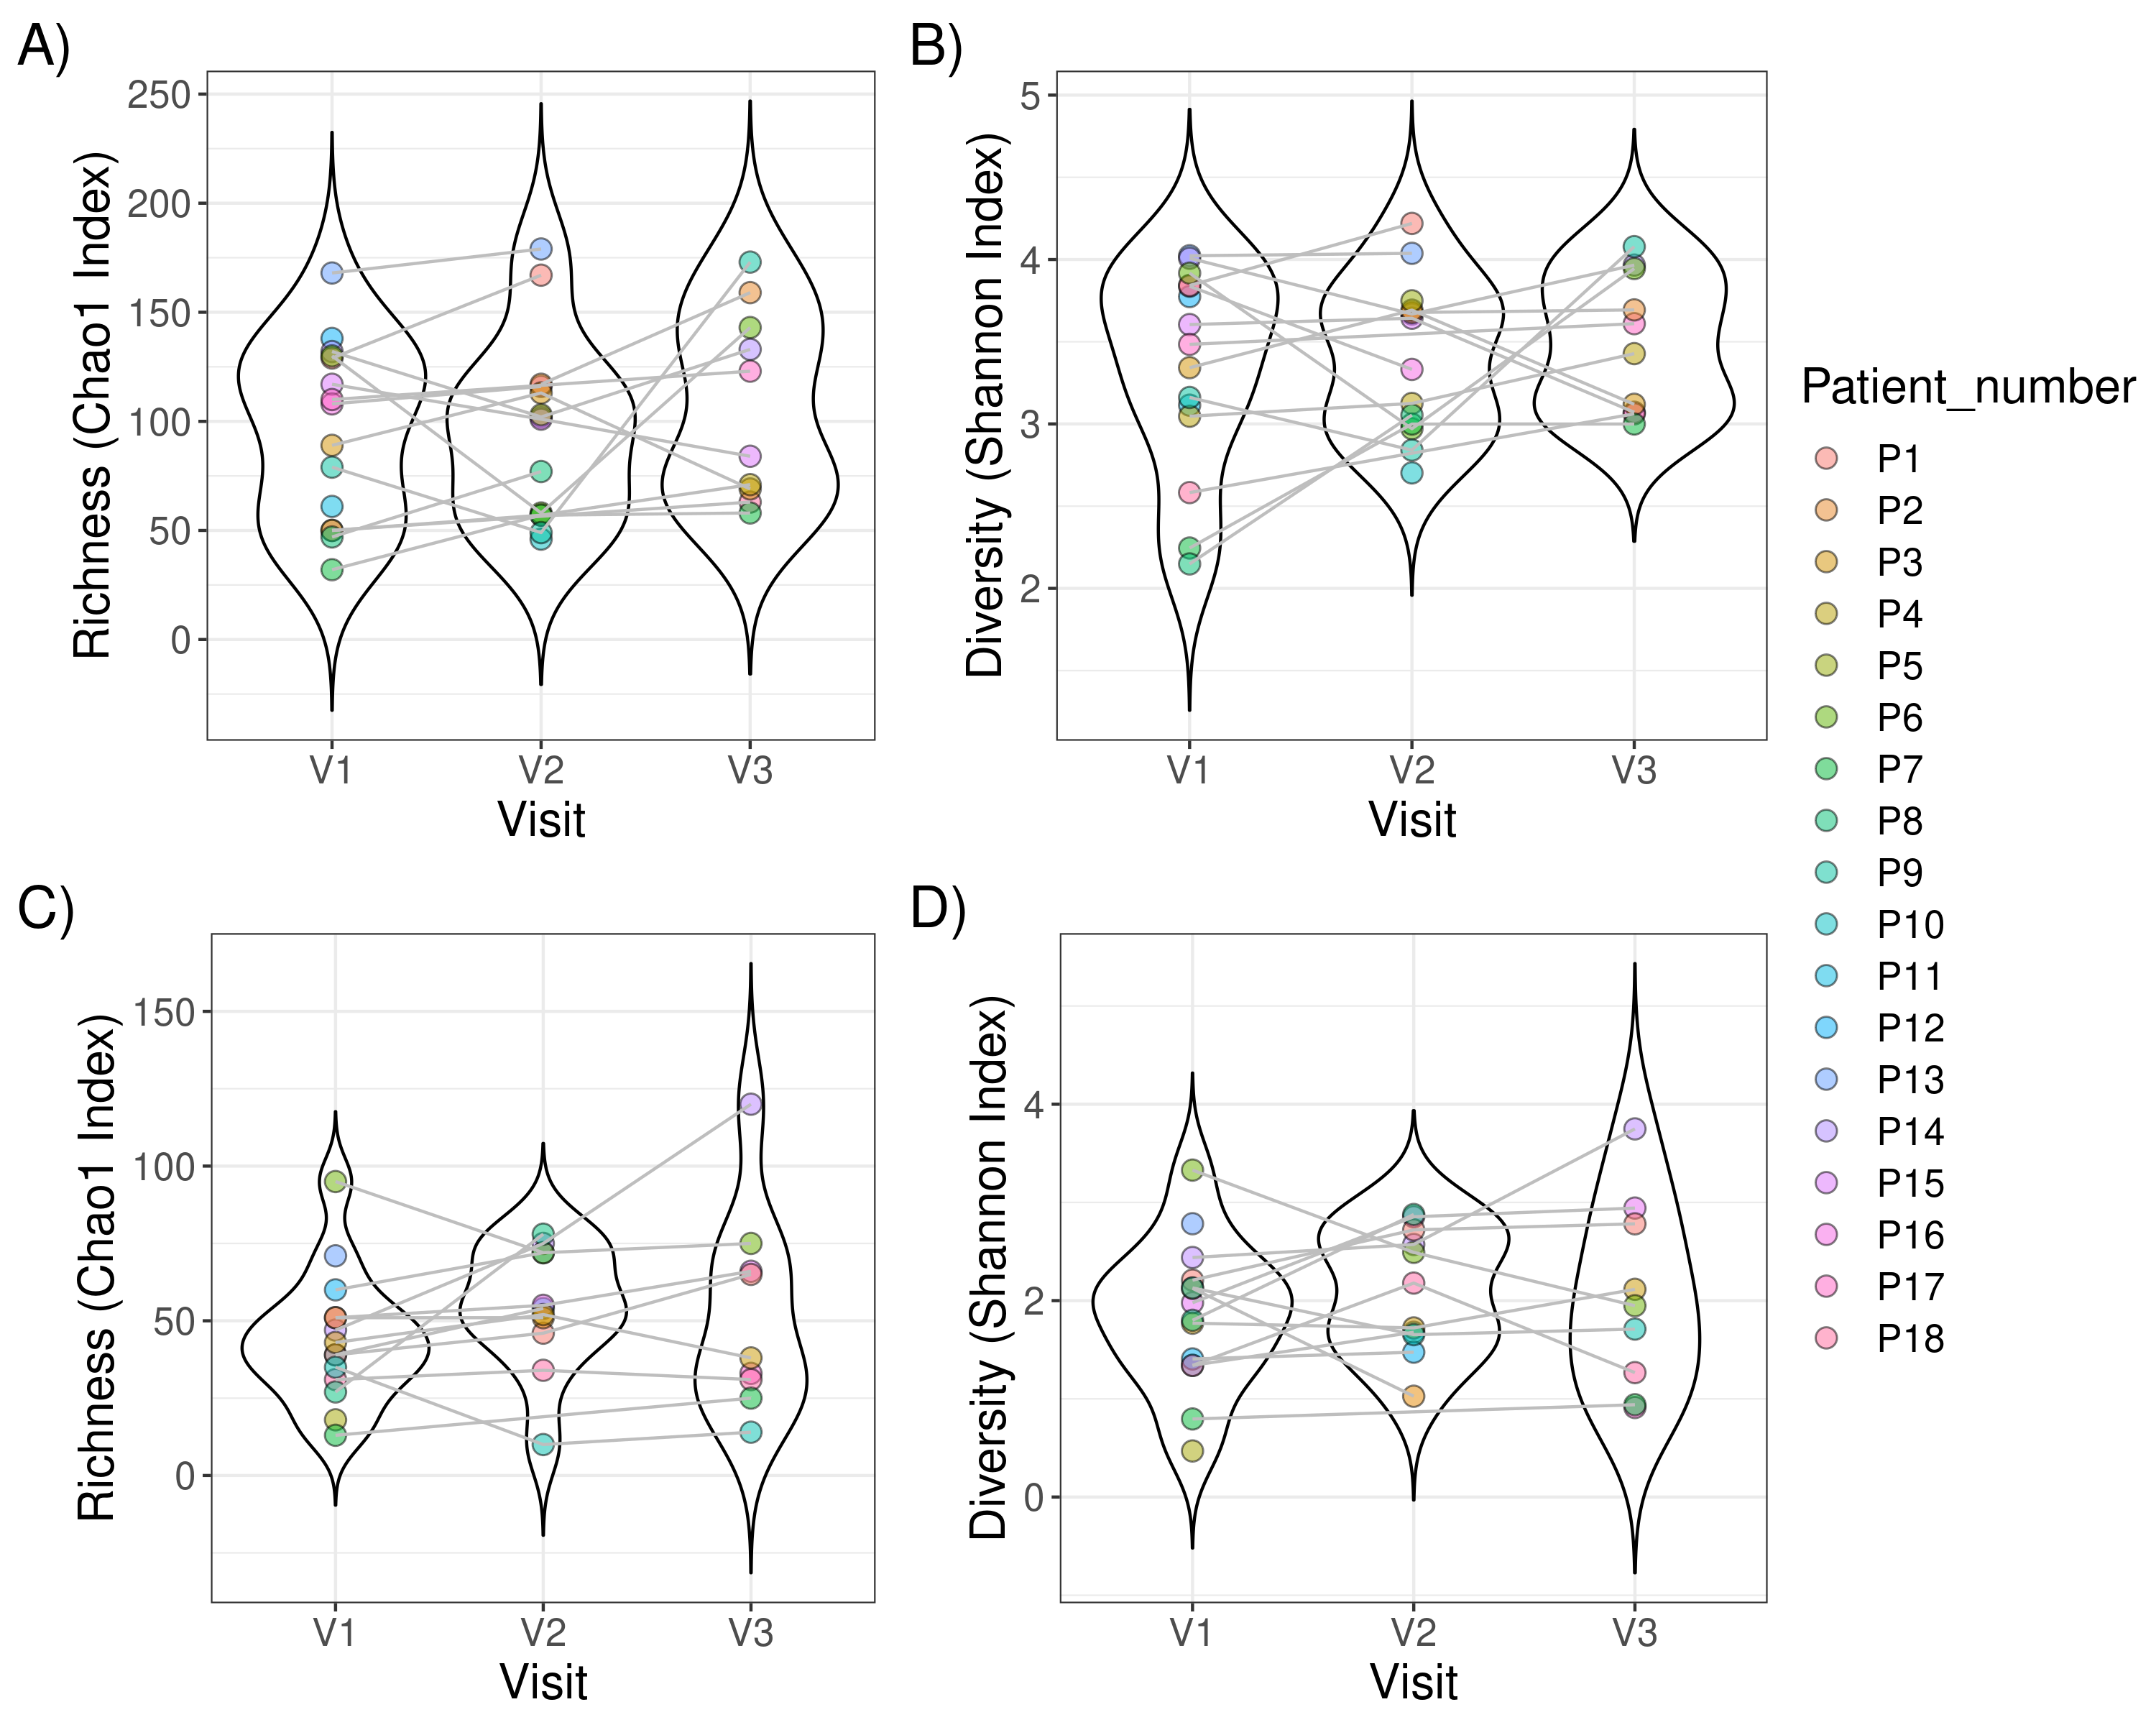 A)
Richness (Chao1 Index)
250
200
150
100
50
0
V1 V2 V3
Visit
B)
Diversity (Shannon Index)
5
4
3
2
V1 V2 V3
Visit
C)
Richness (Chao1 Index)
150
100
50
0
V1 V2 V3
Visit
D)
Diversity (Shannon Index)
4
2
0
V1 V2 V3
Visit
Patient_number
P1
P2
P3
P4
P5
P6
P7
P8
P9
P10
P11
P12
P13
P14
P15
P16
P17
P18